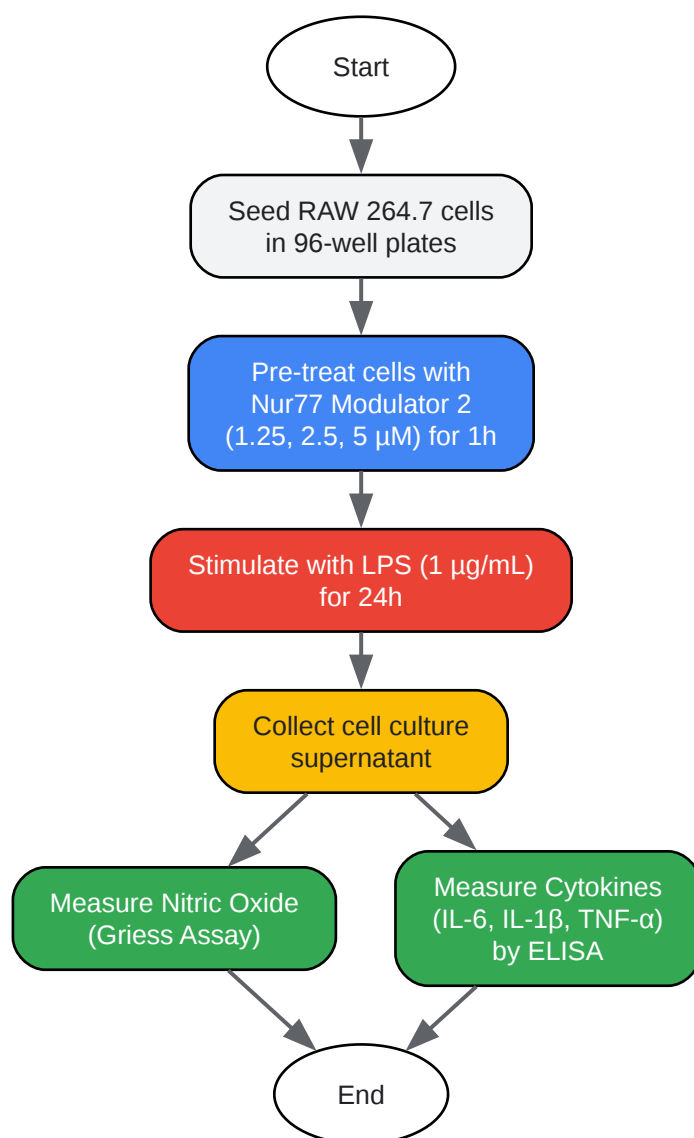 Start
Seed RAW 264.7 cells
in 96-well plates
Pre-treat cells with
Nur77 Modulator 2
(1.25, 2.5, 5 µM) for 1h
Stimulate with LPS (1 µg/mL)
for 24h
Collect cell culture
supernatant
Measure Nitric Oxide
(Griess Assay)
Measure Cytokines
(IL-6, IL-1β, TNF-α)
by ELISA
End